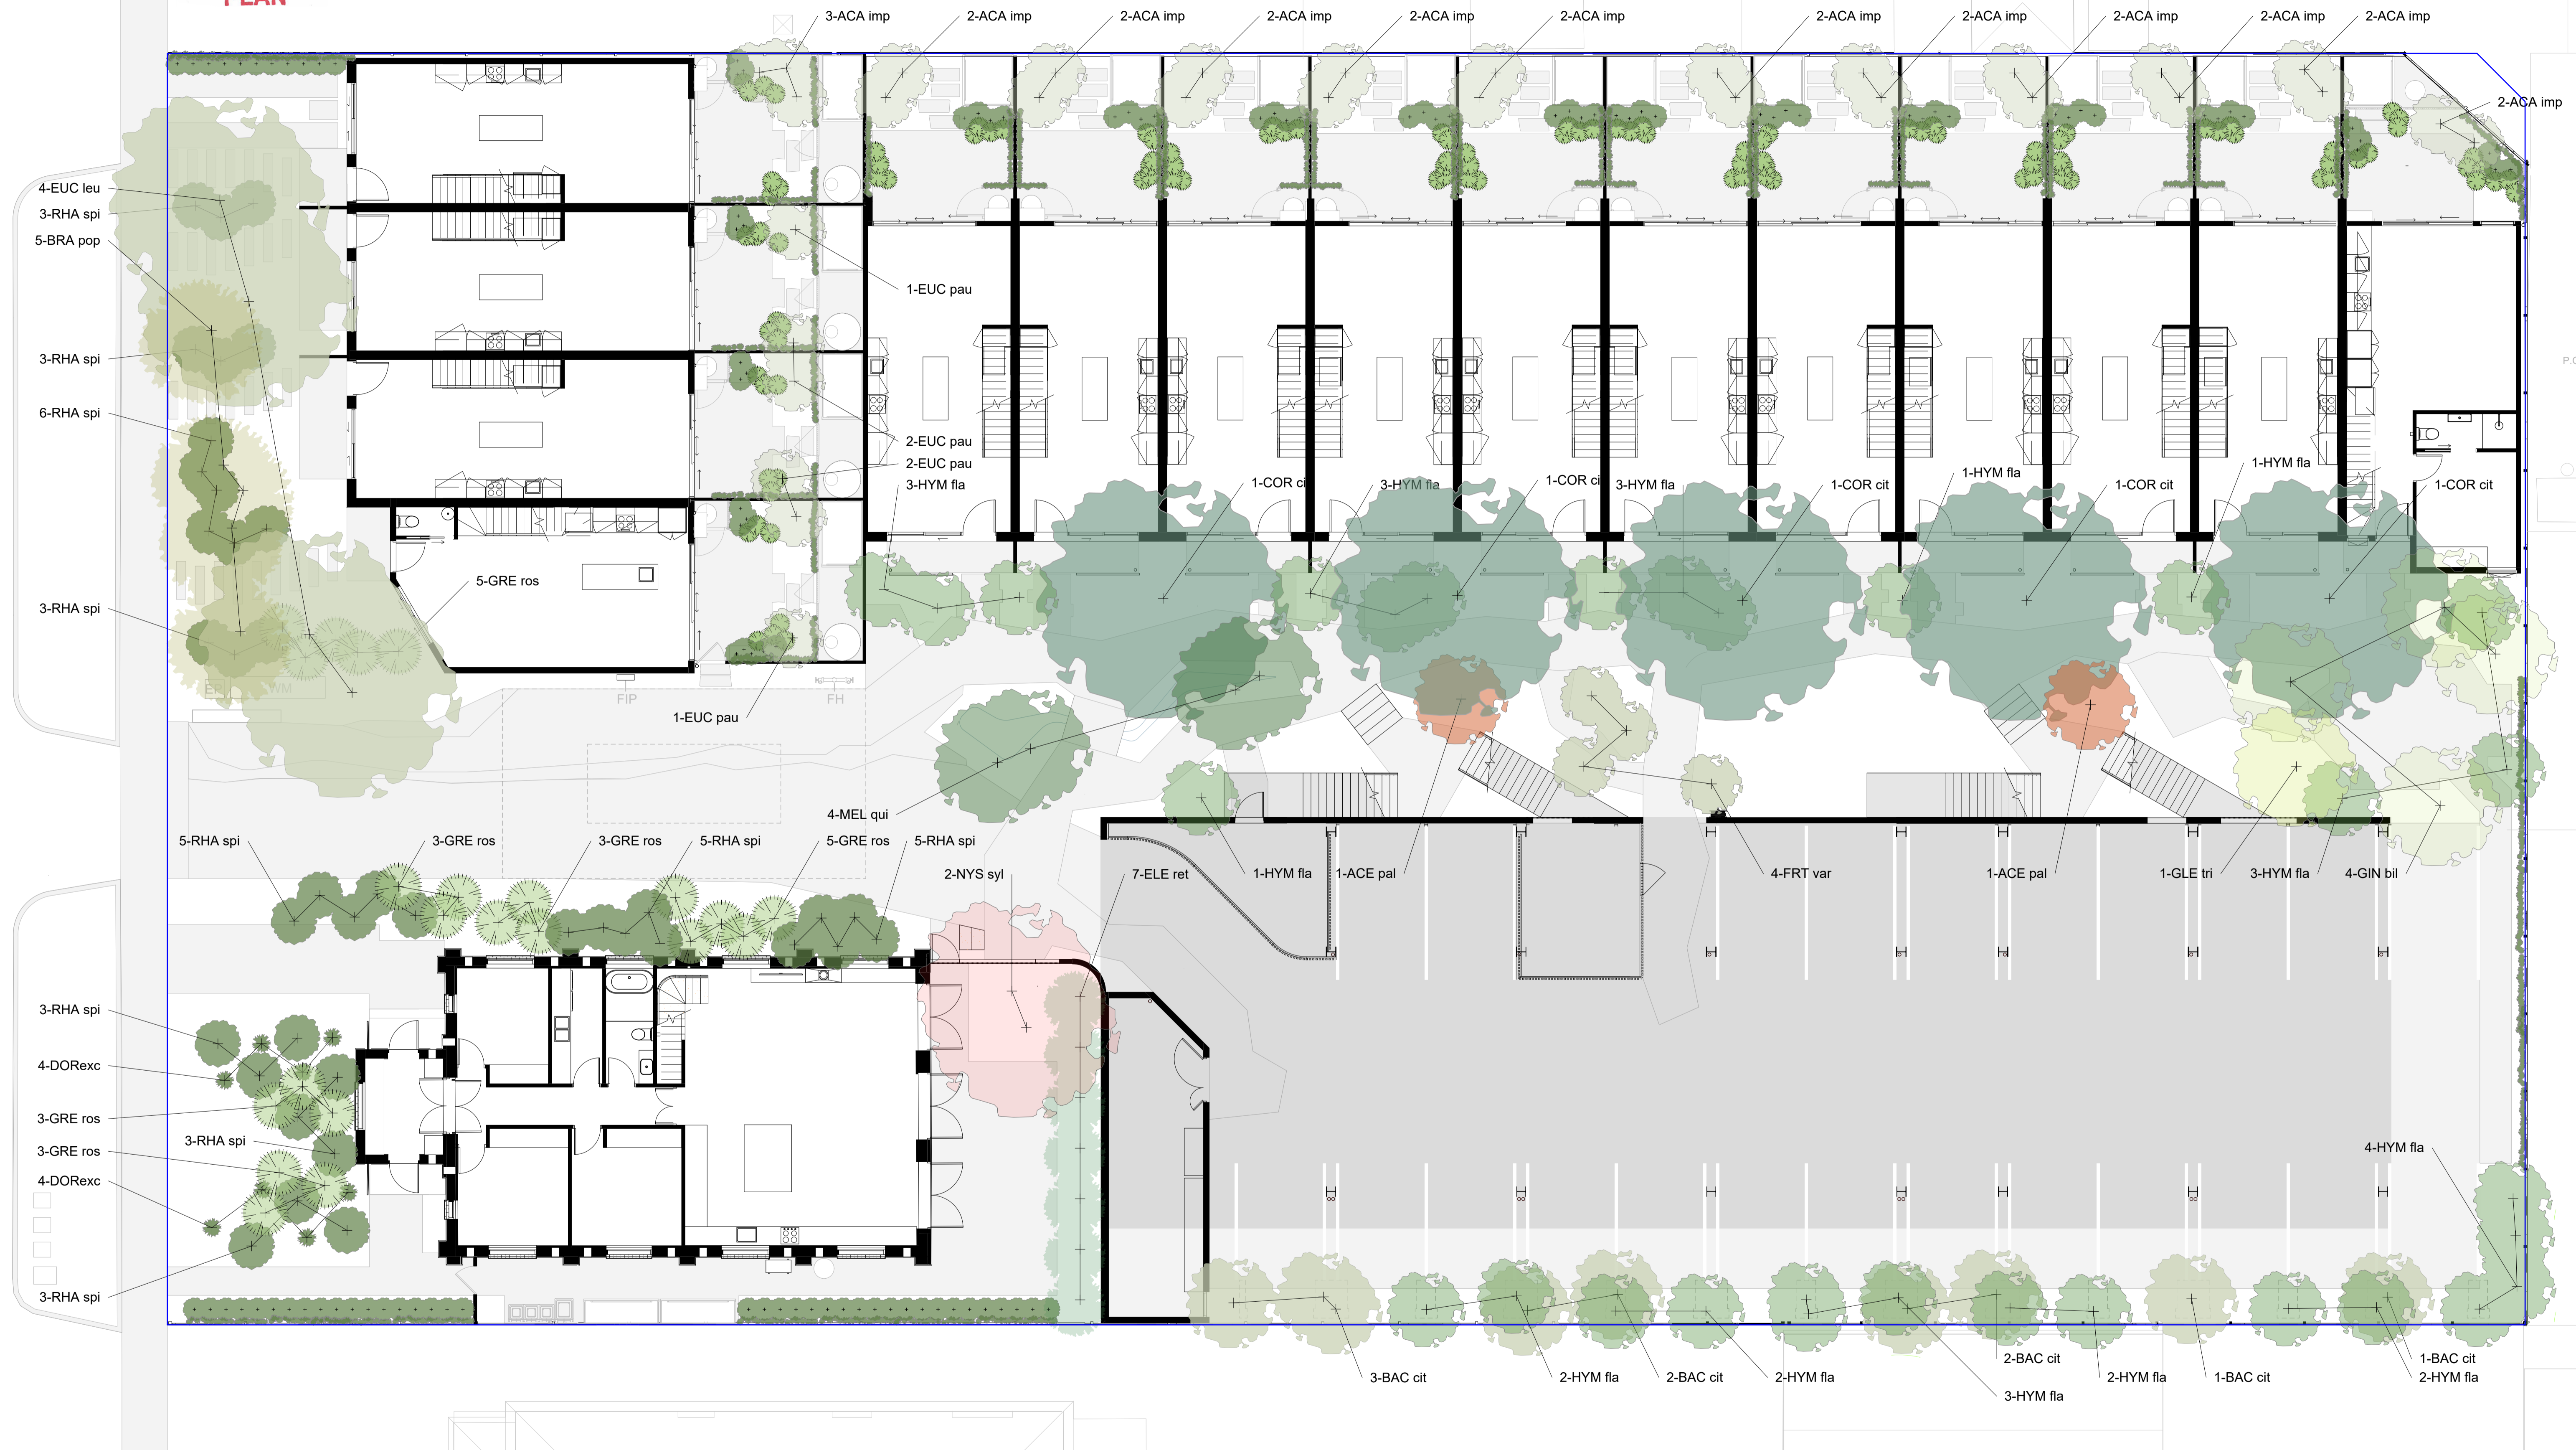 PLAN
3-ACA imp
2-ACA imp
2-ACA imp
2-ACA imp
2-ACA imp
2-ACA imp
2-ACA imp
2-ACA imp
2-ACA imp
2-ACA imp
2-ACA imp
2-ACA imp
4-EUC leu
3-RHA spi
5-BRA pop
1-EUC pau
3-RHA spi
6-RHA spi
2-EUC pau
2-EUC pau
3-HYM fla
1-COR ci
3-HYM fla
1-COR ci
3-HYM fla
1-COR cit
1-HYM fla
1-COR cit
1-HYM fla
1-COR cit
5-GRE ros
3-RHA spi
FIP
FH
1-EUC pau
4-MEL qui
5-RHA spi
3-GRE ros
3-GRE ros
5-RHA spi
5-GRE ros
5-RHA spi
2-NYS syl
7-ELE ret
1-HYM fla
1-ACE pal
4-FRT var
1-ACE pal
1-GLE tri
3-HYM fla
4-GIN bil
3-RHA spi
4-DORexc
3-GRE ros
3-RHA spi
3-GRE ros
4-DORexc
3-RHA spi
4-HYM fla
3-BAC cit
2-HYM fla
2-BAC cit
2-HYM fla
2-BAC cit
3-HYM fla
2-HYM fla
1-BAC cit
1-BAC cit
2-HYM fla